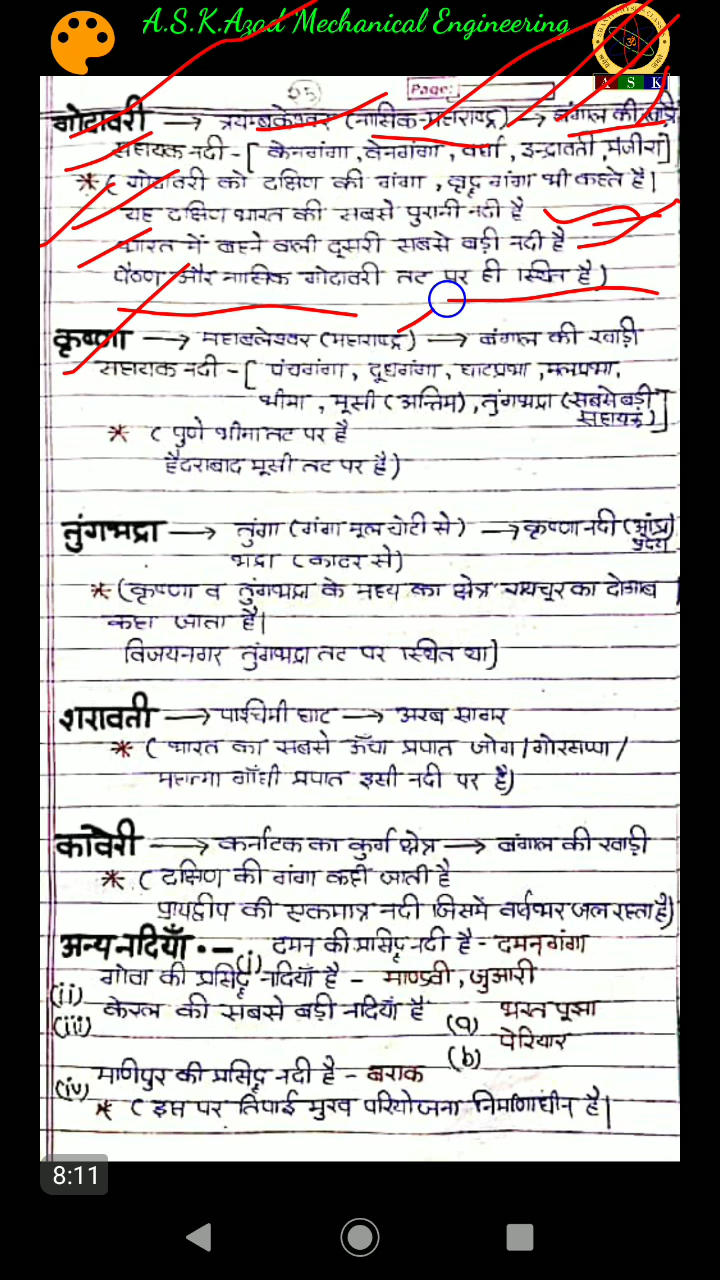 A.S.K.Azad Mechanical Engineering
A S K
Page:
गोदावरी → त्रयम्बकेश्वर (नासिक-महाराष्ट्र) → बंगाल की खाड़ी
सहायक नदी - [ केनगंगा, वेनगंगा, वर्धा, इन्द्रावती, मंजीरा]
* ( गोदावरी को दक्षिण की गंगा, वृद्ध गंगा भी कहते है।
यह दक्षिण भारत की सबसे पुरानी नदी है
भारत में बहने वाली दूसरी सबसे बड़ी नदी है
पैठण और नासिक गोदावरी तट पर ही स्थित है)
कृष्णा → महाबलेश्वर (महाराष्ट्र) → बंगाल की खाड़ी
सहायक नदी - [ पंचगंगा, दूधगंगा, घाटप्रभा, मलप्रभा,
भीमा, मूसी (अन्तिम), तुंगभद्रा (सबसे बड़ी सहायक)]
* ( पुणे भीमा तट पर है
हैदराबाद मूसी तट पर है)
तुंगभद्रा → तुंगा (गंगा मूल चोटी से) → कृष्णा नदी (आंध्र प्रदेश)
भद्रा (काटर से)
* (कृष्णा व तुंगभद्रा के मध्य का क्षेत्र रायचूर का दोआब
कहा जाता है।
विजयनगर तुंगभद्रा तट पर स्थित था]
शरावती → पाश्चिमी घाट → अरब सागर
* ( भारत का सबसे ऊँचा प्रपात जोग/गोरसप्पा/
महात्मा गाँधी प्रपात इसी नदी पर है)
कावेरी → कर्नाटक का कुर्ग क्षेत्र → बंगाल की खाड़ी
* ( दक्षिण की गंगा कही जाती है
प्रायद्वीप की एकमात्र नदी जिसमें वर्षभर जल रहता है)
अन्य नदियाँ :- (i) दमन की प्रसिद्ध नदी है - दमनगंगा
(ii) गोवा की प्रसिद्ध नदियाँ है - माण्डवी, जुआरी
(iii) केरल की सबसे बड़ी नदियाँ है (a) भरत पूझा
(b) पेरियार
(iv) मणिपुर की प्रसिद्ध नदी है - बराक
* ( इस पर तिपाई मुख परियोजना निर्माणाधीन है।
8:11